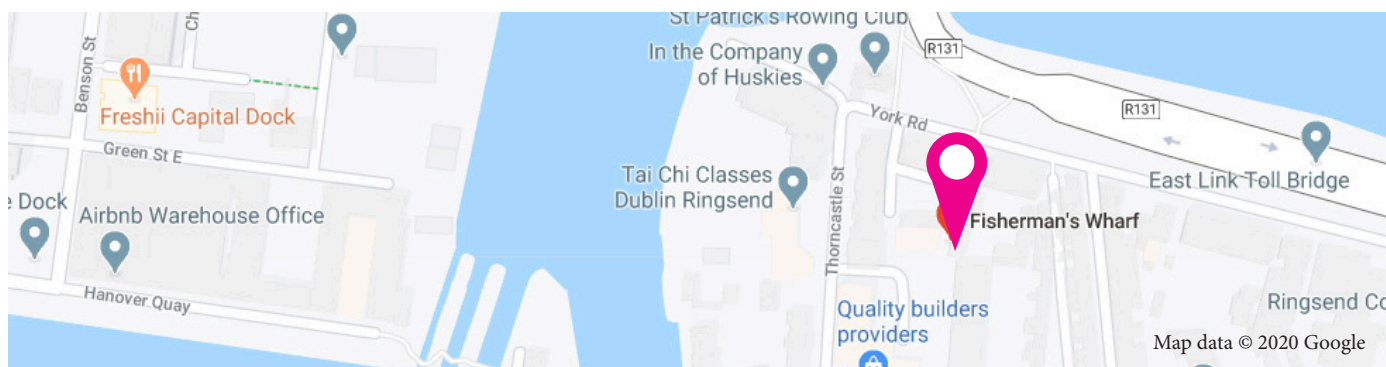 St Patrick's Rowing Club
Benson St
Ch
In the Company
of Huskies
R131
R131
Freshii Capital Dock
York Rd
Green St E
Tai Chi Classes
Dublin Ringsend
Thorncastle St
East Link Toll Bridge
e Dock
Airbnb Warehouse Office
Fisherman's Wharf
Hanover Quay
Quality builders
providers
Ringsend Co
Map data © 2020 Google